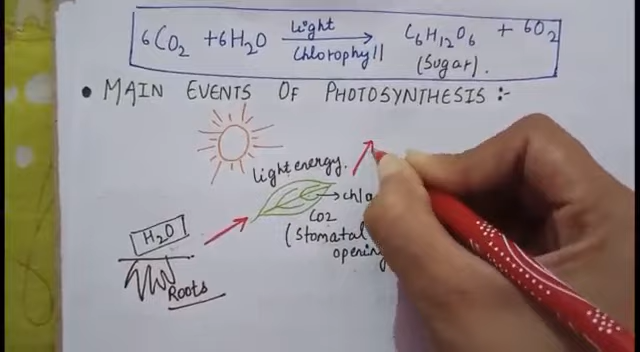 6CO2 + 6H2O light Chlorophyll C6H12O6 + 6O2
(Sugar).
• MAIN EVENTS OF PHOTOSYNTHESIS :-
light energy.
CO2
(Stomatal
H2O
Roots